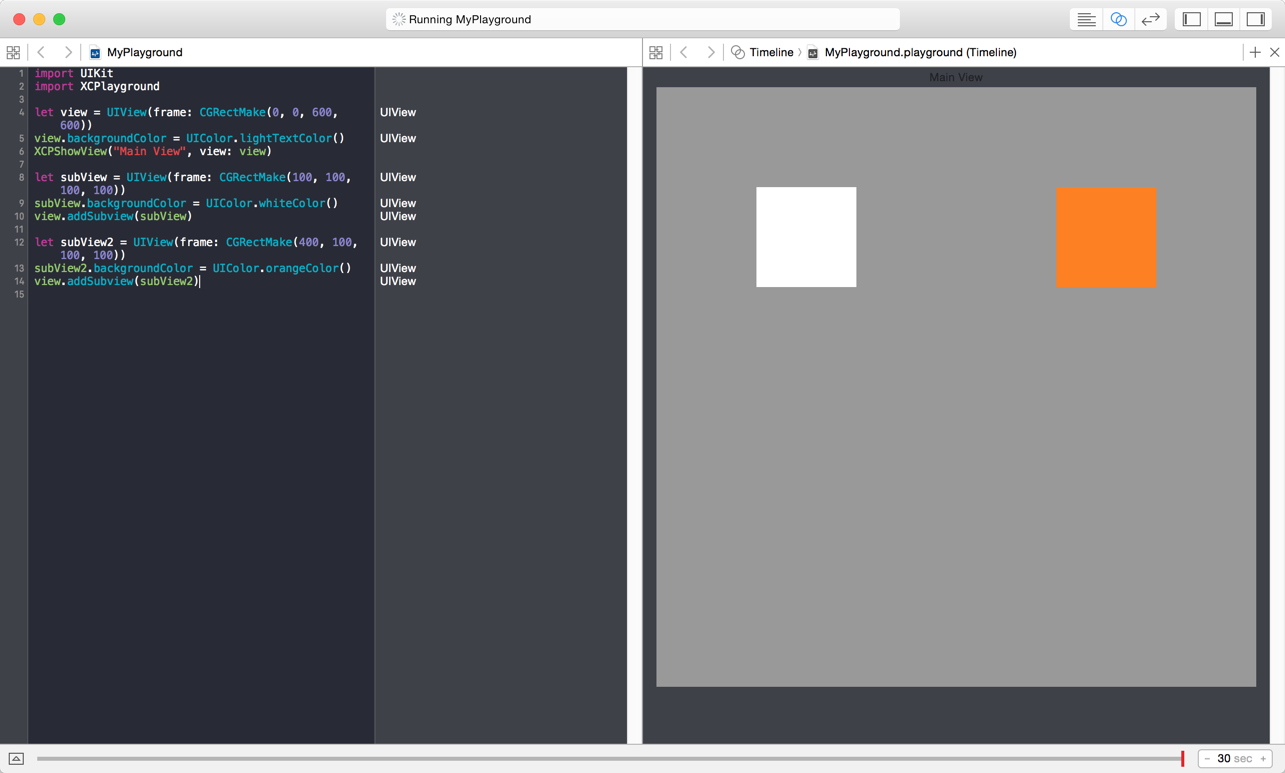 Running MyPlayground
MyPlayground
Timeline 〉 MyPlayground.playground (Timeline)
1 import UIKit
2 import XCPlayground
3
4 let view = UIView(frame: CGRectMake(0, 0, 600, UIView
600))
5 view.backgroundColor = UIColor.lightTextColor() UIView
6 XCPShowView("Main View", view: view)
7
8 let subView = UIView(frame: CGRectMake(100, 100, UIView
100, 100))
9 subView.backgroundColor = UIColor.whiteColor() UIView
10 view.addSubview(subView) UIView
11
12 let subView2 = UIView(frame: CGRectMake(400, 100, UIView
100, 100))
13 subView2.backgroundColor = UIColor.orangeColor() UIView
14 view.addSubview(subView2) UIView
15
Main View
- 30 sec +